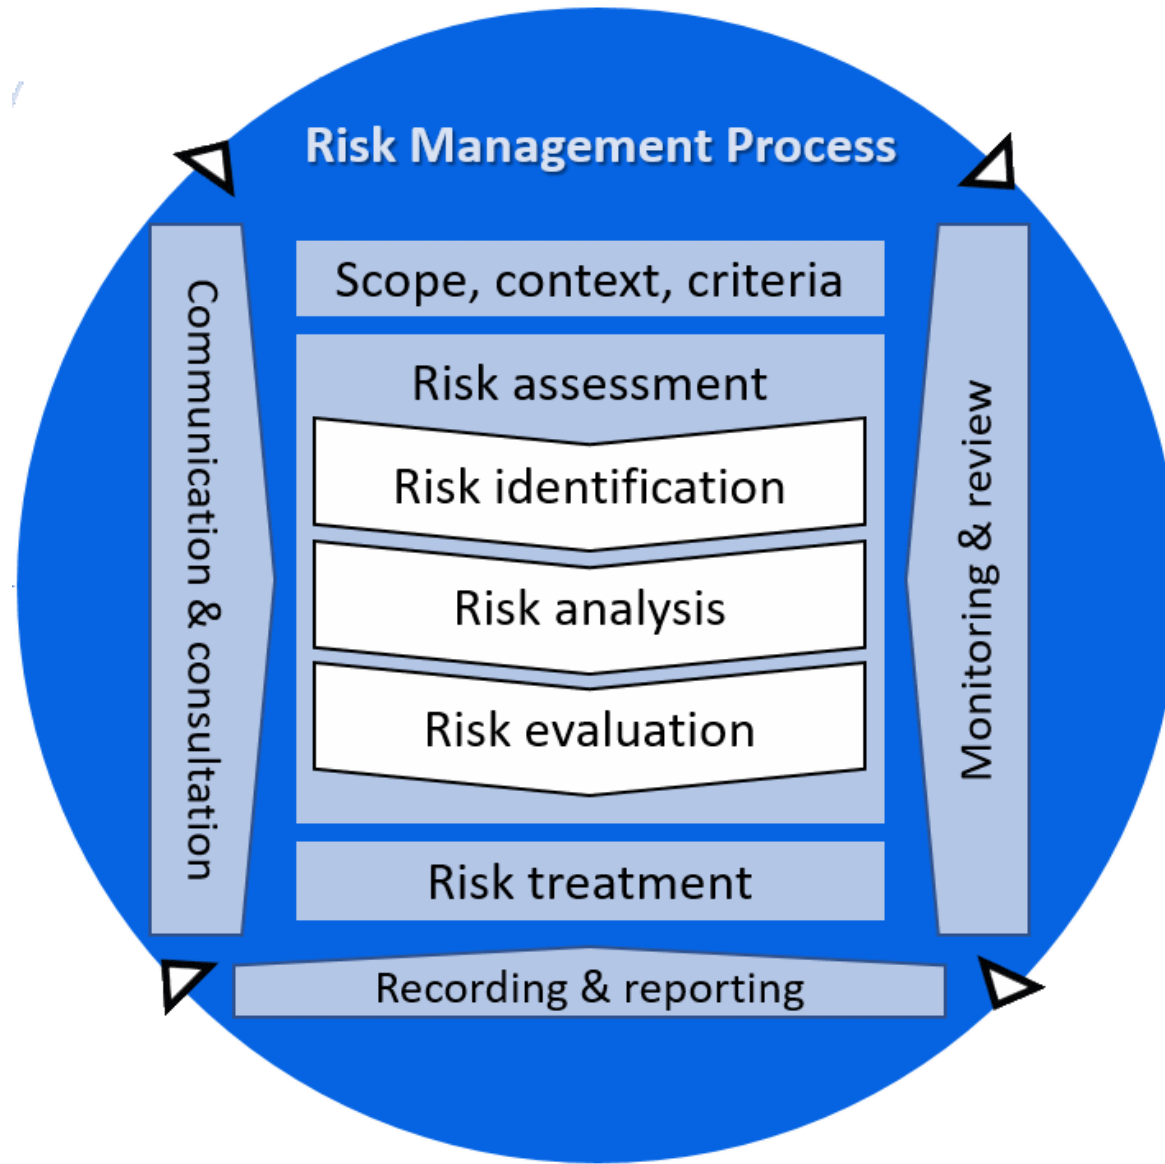 Risk Management Process
Scope, context, criteria
Risk assessment
Risk identification
Risk analysis
Risk evaluation
Risk treatment
Communication & consultation
Monitoring & review
Recording & reporting